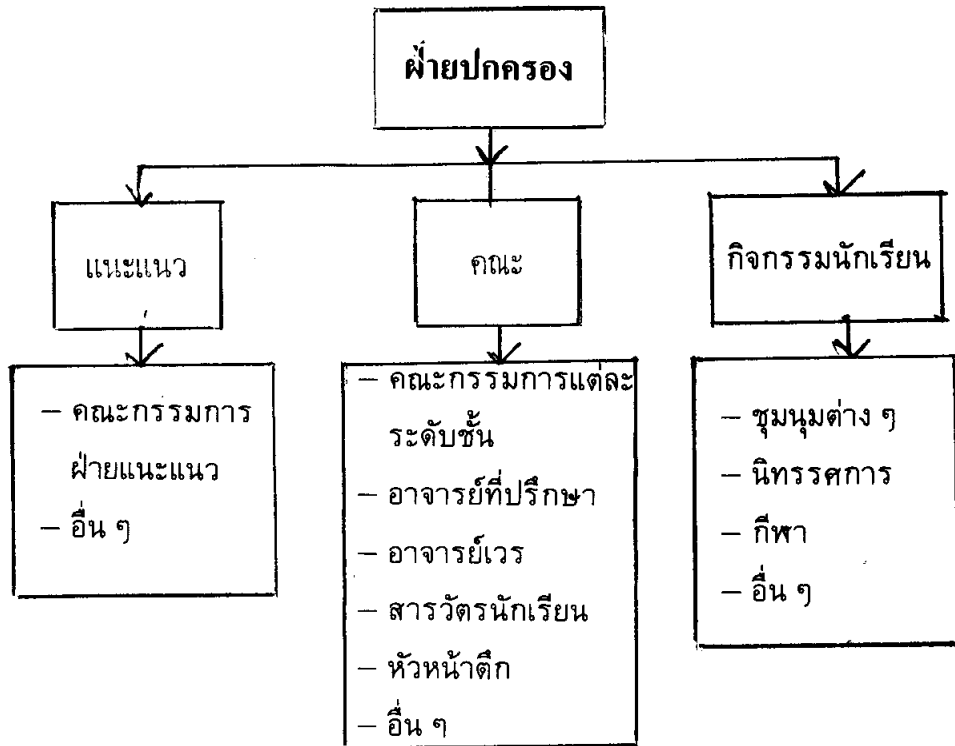 ฝ่ายปกครอง
แนะแนว
คณะ
กิจกรรมนักเรียน
– คณะกรรมการ
ฝ่ายแนะแนว
– อื่น ๆ
– คณะกรรมการแต่ละ
ระดับชั้น
– อาจารย์ที่ปรึกษา
– อาจารย์เวร
– สารวัตรนักเรียน
– หัวหน้าตึก
– อื่น ๆ
– ชุมนุมต่าง ๆ
– นิทรรศการ
– กีฬา
– อื่น ๆ